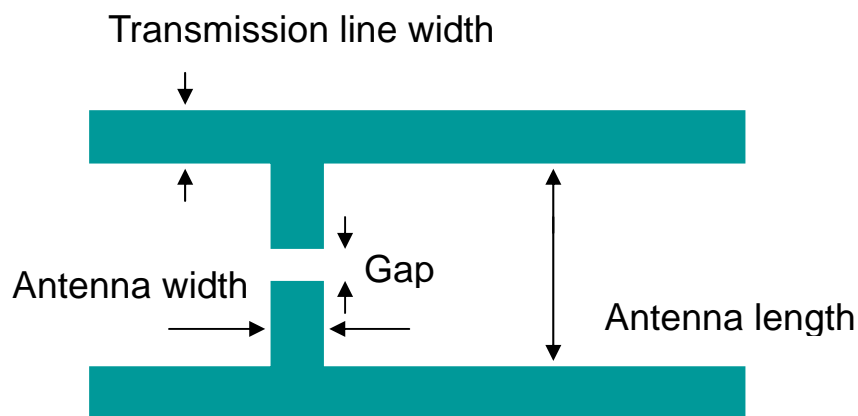 Transmission line width
Gap
Antenna width
Antenna length